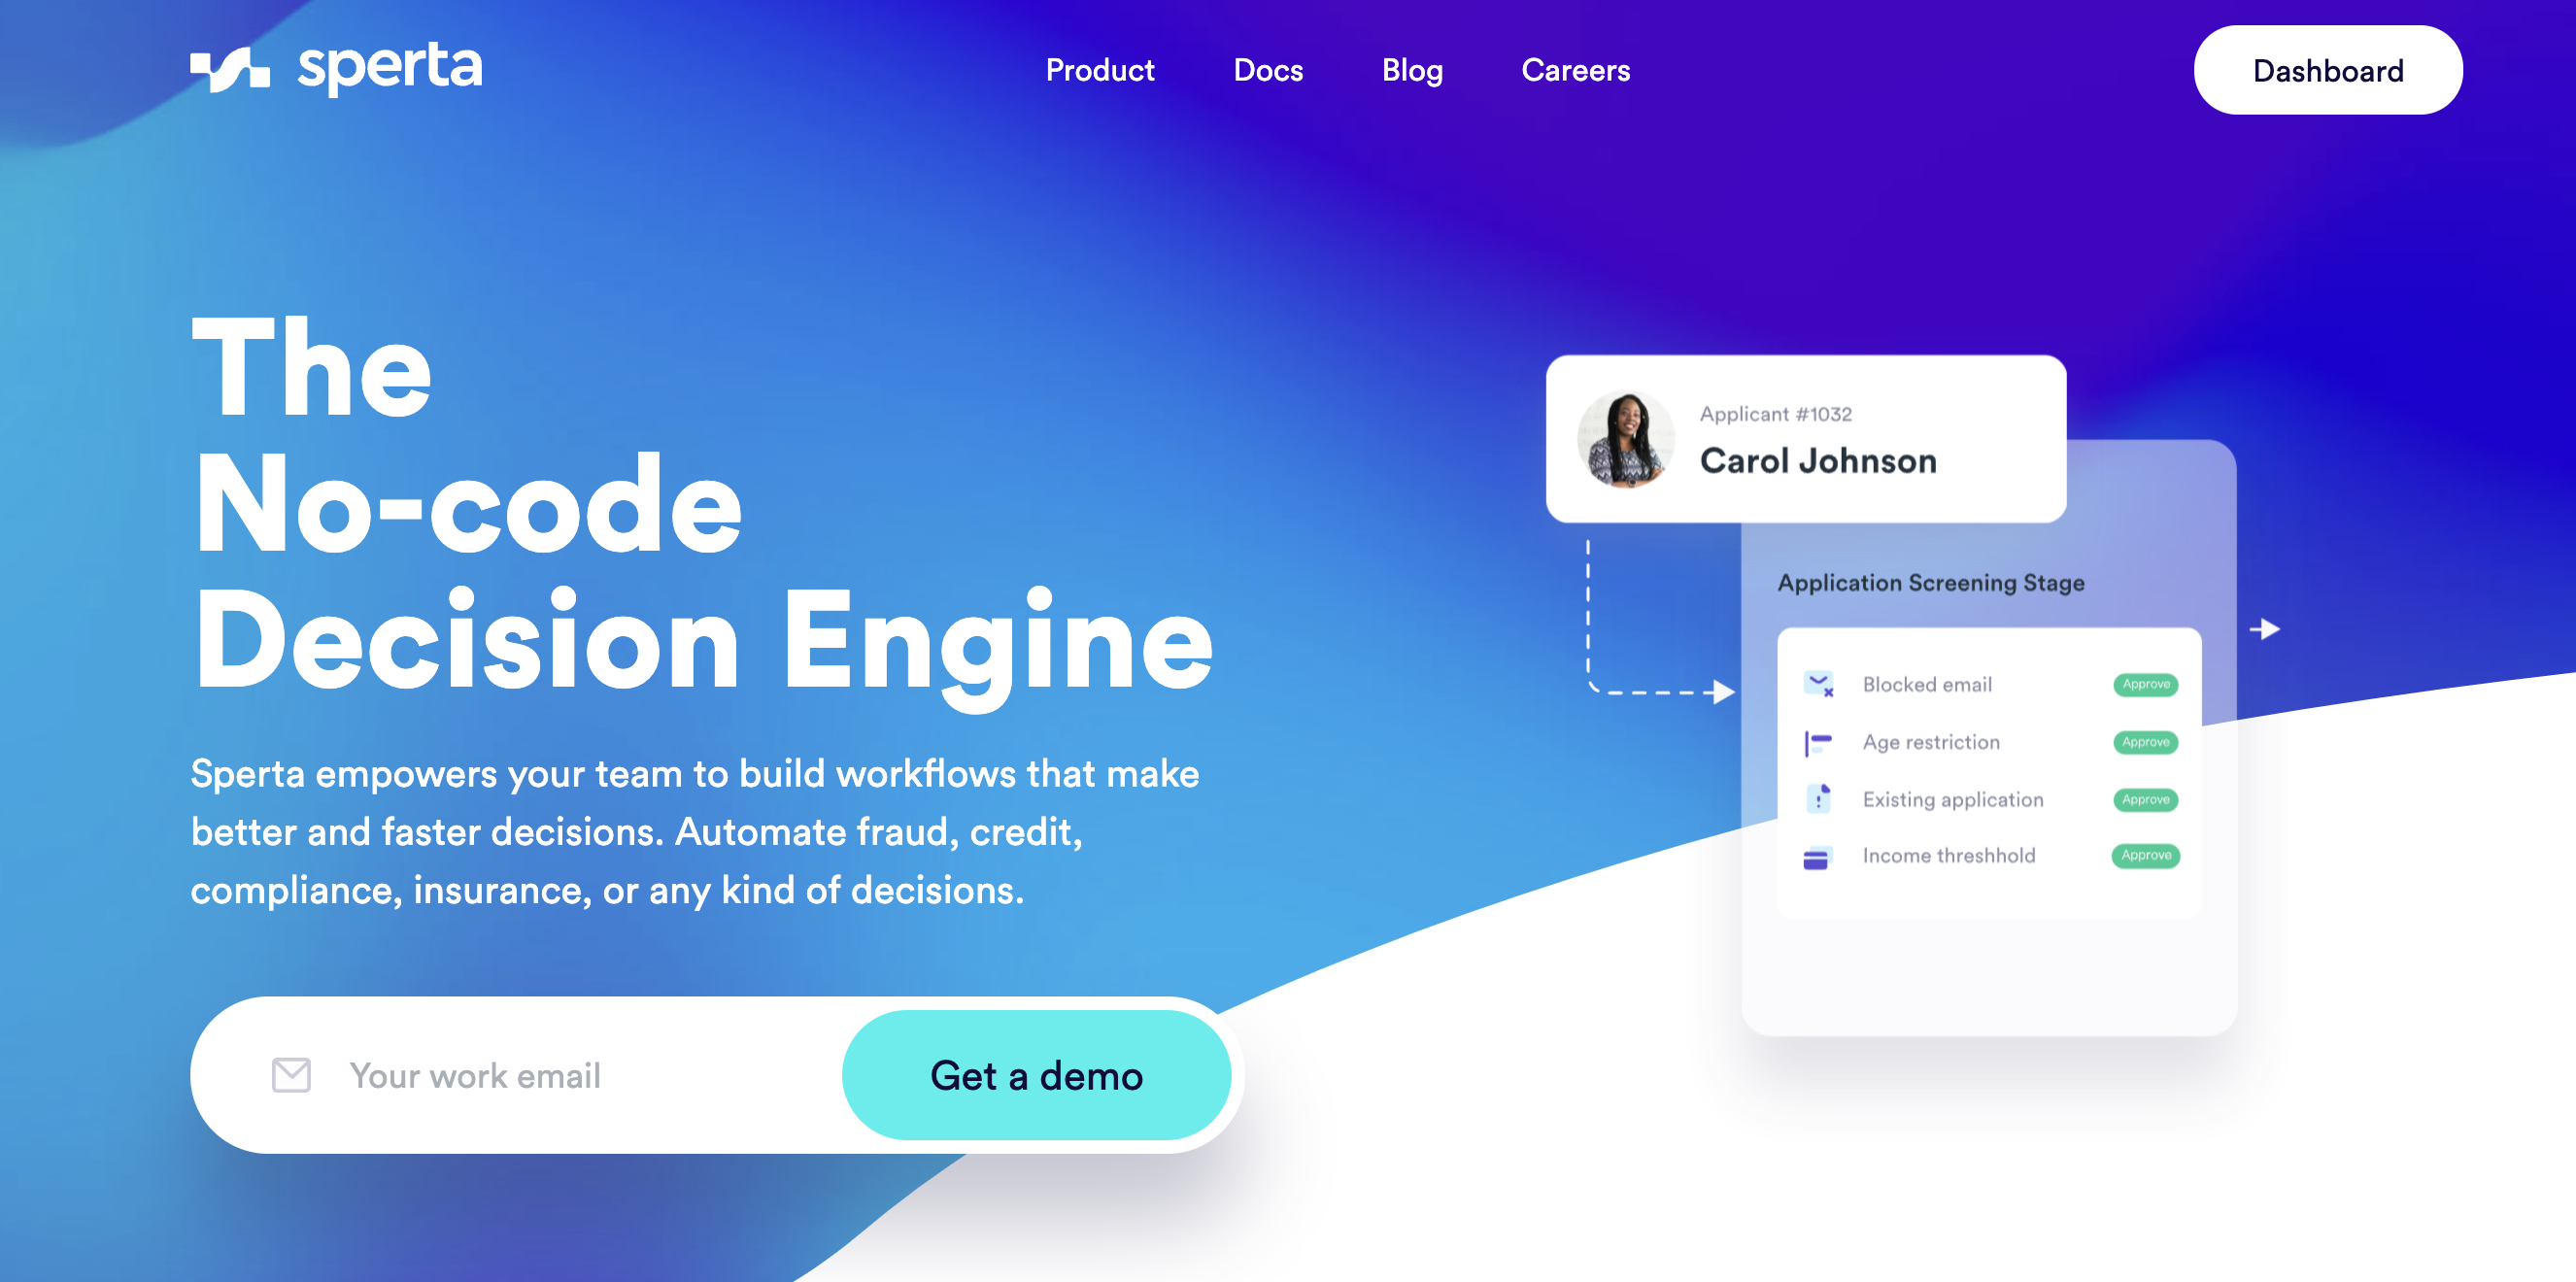 sperta
Product
Docs
Blog
Careers
Dashboard
The
No-code
Decision Engine
Sperta empowers your team to build workflows that make
better and faster decisions. Automate fraud, credit,
compliance, insurance, or any kind of decisions.
Your work email
Get a demo
Applicant #1032
Carol Johnson
Application Screening Stage
Blocked email Approve
Age restriction Approve
Existing application Approve
Income threshhold Approve